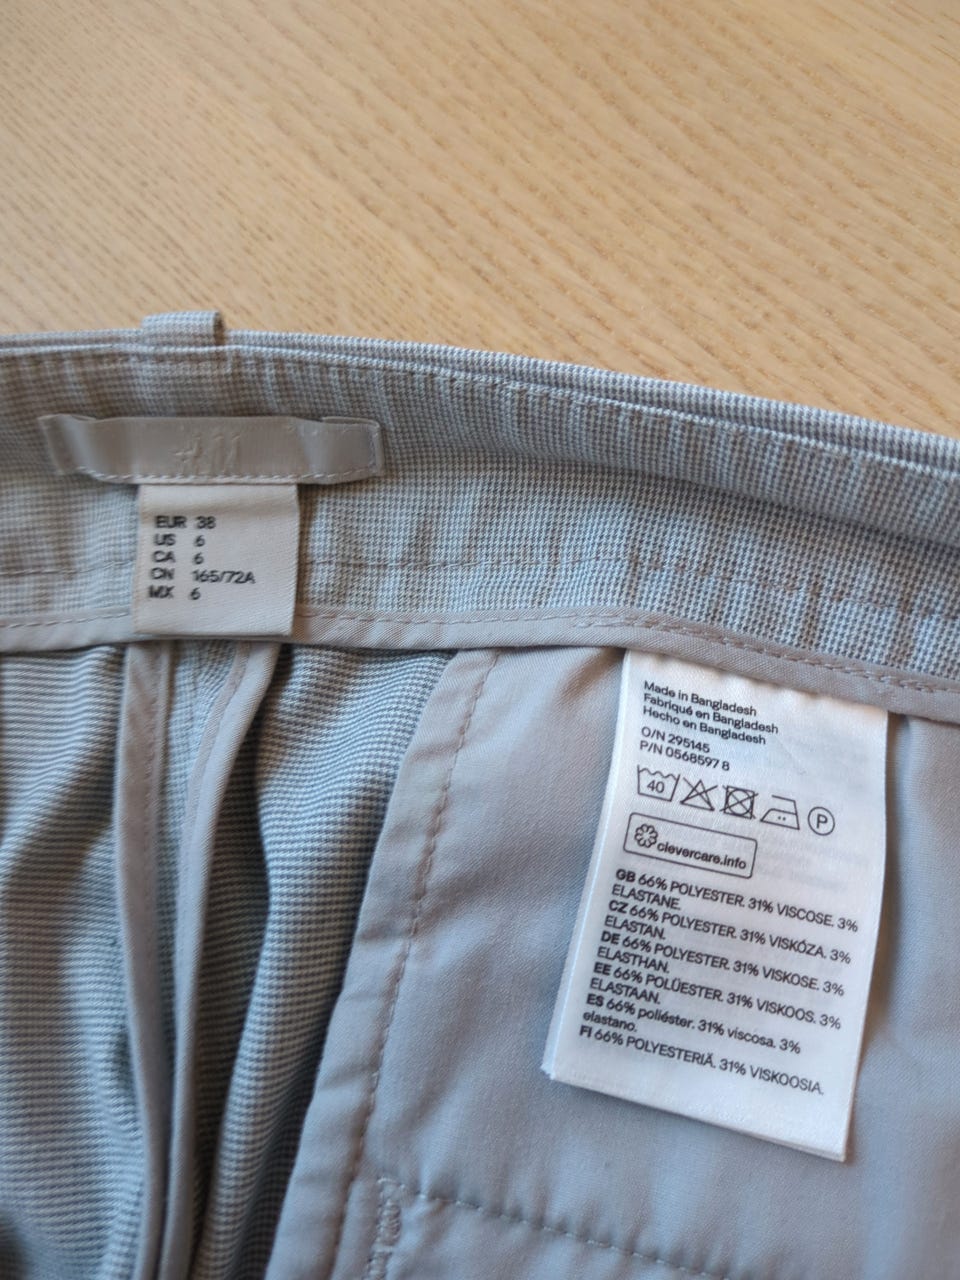 H&M
EUR 38
US 6
CA 6
CN 165/72A
MX 6
Made in Bangladesh
Fabriqué en Bangladesh
Hecho en Bangladesh
O/N 295145
P/N 0568597 8
40
P
clevercare.info
GB 66% POLYESTER. 31% VISCOSE. 3%
ELASTANE.
CZ 66% POLYESTER. 31% VISKÓZA. 3%
ELASTAN.
DE 66% POLYESTER. 31% VISKOSE. 3%
ELASTHAN.
EE 66% POLÜESTER. 31% VISKOOS. 3%
ELASTAAN.
ES 66% poliéster. 31% viscosa. 3%
elastano.
FI 66% POLYESTERIÄ. 31% VISKOOSIA.